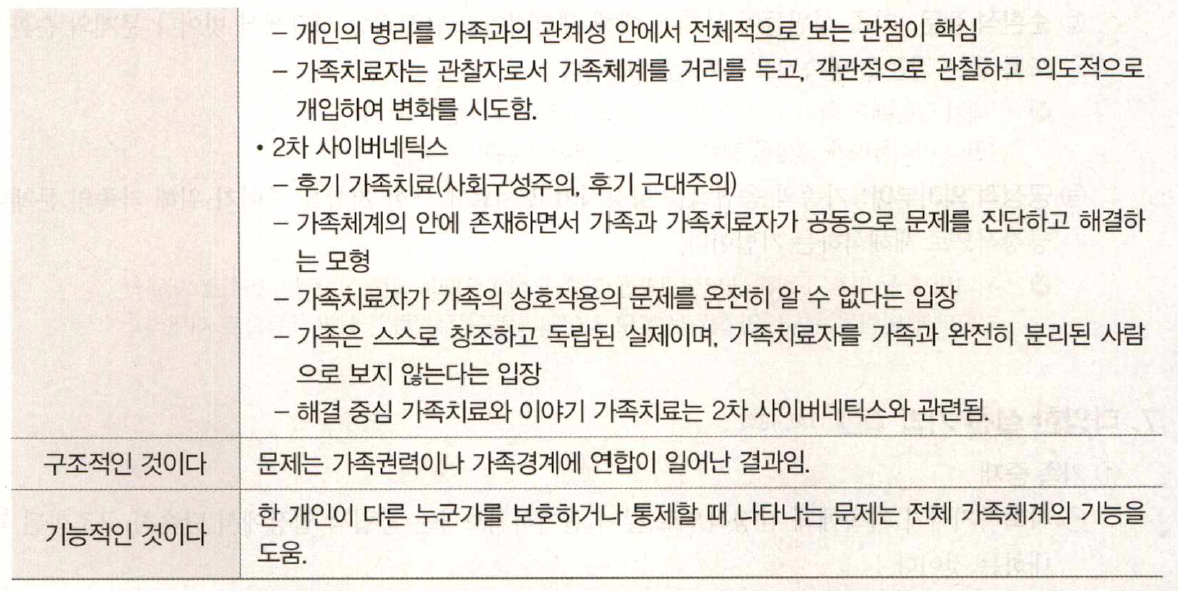 – 개인의 병리를 가족과의 관계성 안에서 전체적으로 보는 관점이 핵심
– 가족치료자는 관찰자로서 가족체계를 거리를 두고, 객관적으로 관찰하고 의도적으로
개입하여 변화를 시도함.
• 2차 사이버네틱스
– 후기 가족치료(사회구성주의, 후기 근대주의)
– 가족체계의 안에 존재하면서 가족과 가족치료자가 공동으로 문제를 진단하고 해결하
는 모형
– 가족치료자가 가족의 상호작용의 문제를 온전히 알 수 없다는 입장
– 가족은 스스로 창조하고 독립된 실제이며, 가족치료자를 가족과 완전히 분리된 사람
으로 보지 않는다는 입장
– 해결 중심 가족치료와 이야기 가족치료는 2차 사이버네틱스와 관련됨.
구조적인 것이다 문제는 가족권력이나 가족경계에 연합이 일어난 결과임.
기능적인 것이다 한 개인이 다른 누군가를 보호하거나 통제할 때 나타나는 문제는 전체 가족체계의 기능을
도움.